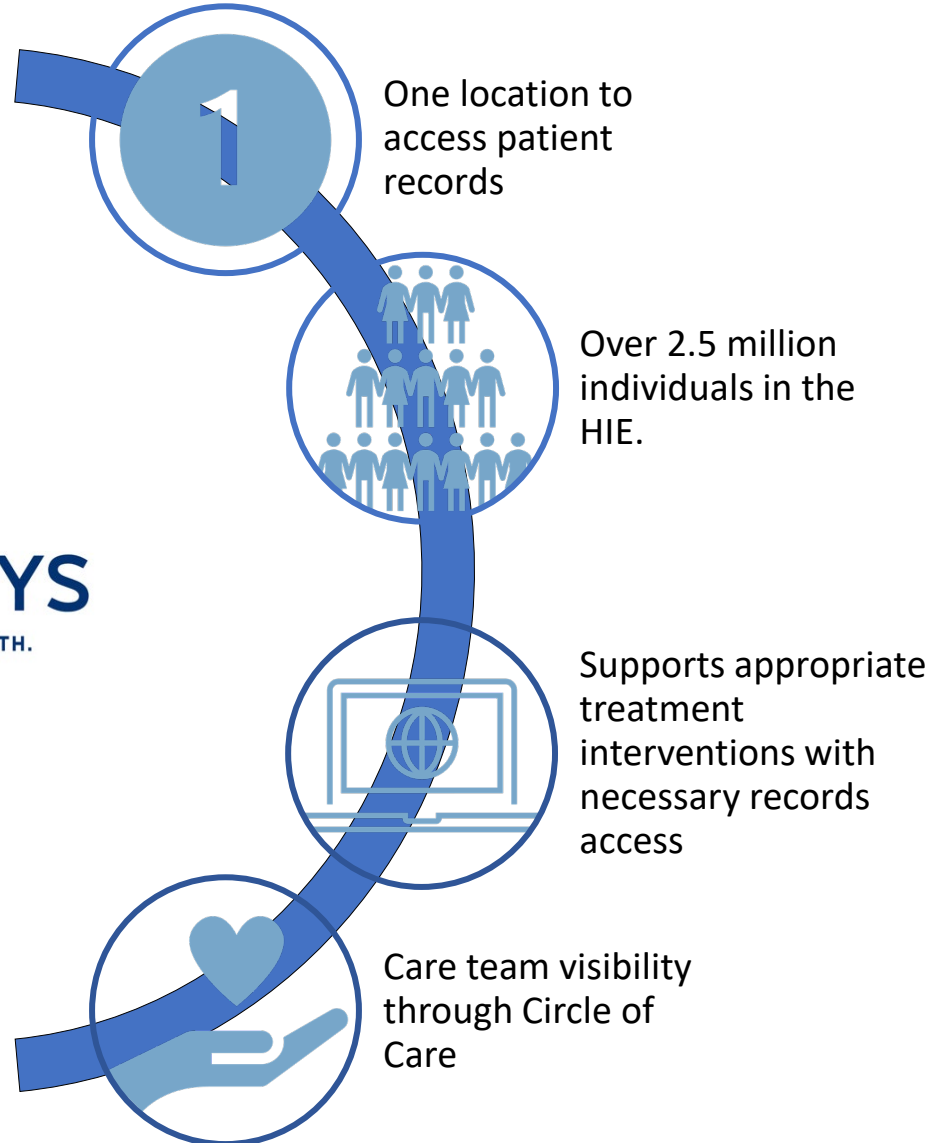 1
One location to
access patient
records
Over 2.5 million
individuals in the
HIE.
YS
TH.
Supports appropriate
treatment
interventions with
necessary records
access
Care team visibility
through Circle of
Care